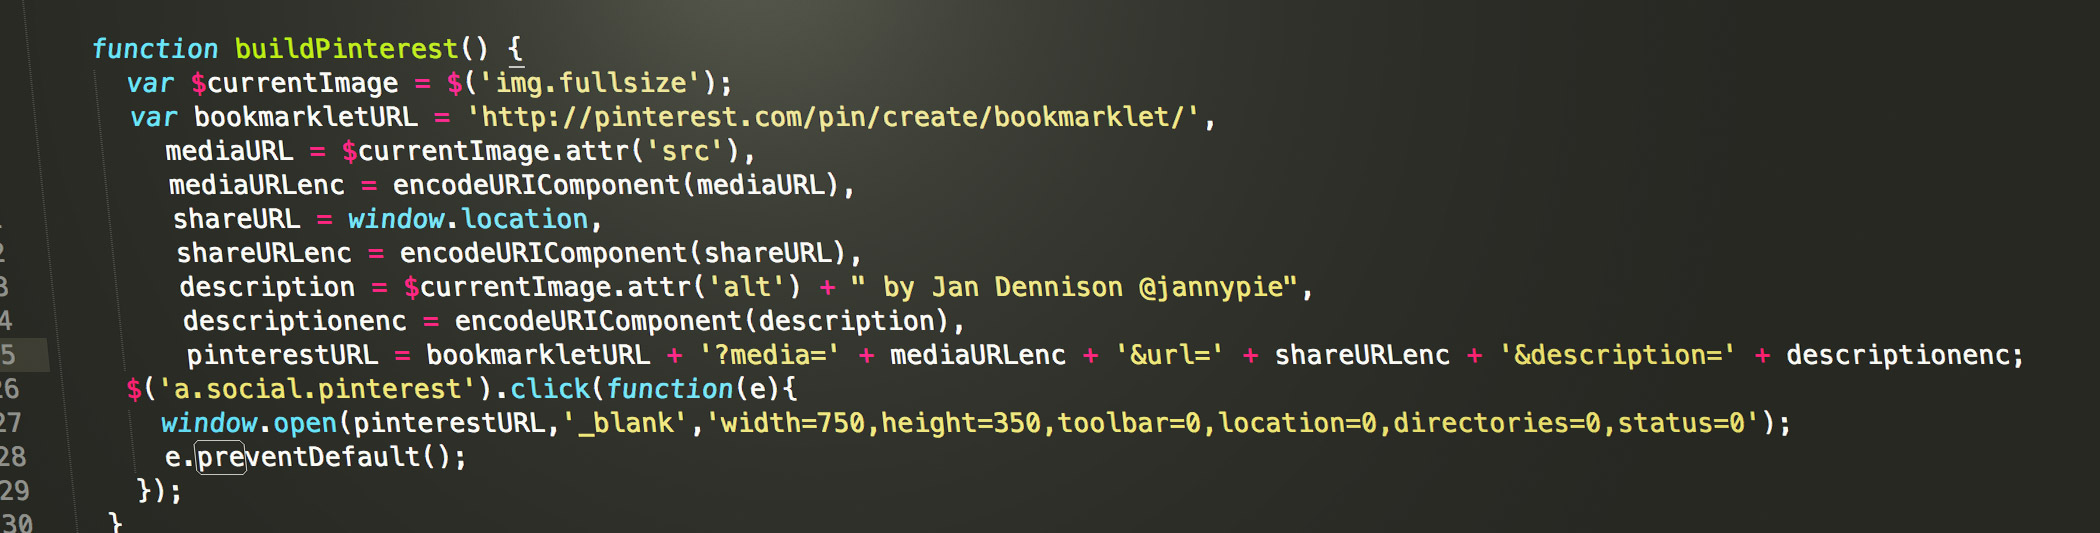 function buildPinterest() {
var $currentImage = $('img.fullsize');
var bookmarkletURL = 'http://pinterest.com/pin/create/bookmarklet/',
mediaURL = $currentImage.attr('src'),
mediaURLenc = encodeURIComponent(mediaURL),
shareURL = window.location,
2 shareURLenc = encodeURIComponent(shareURL),
3 description = $currentImage.attr('alt') + " by Jan Dennison @jannypie",
4 descriptionenc = encodeURIComponent(description),
5 pinterestURL = bookmarkletURL + '?media=' + mediaURLenc + '&url=' + shareURLenc + '&description=' + descriptionenc;
26 $('a.social.pinterest').click(function(e){
27 window.open(pinterestURL,'_blank','width=750,height=350,toolbar=0,location=0,directories=0,status=0');
28 e.preventDefault();
29 });
30 }